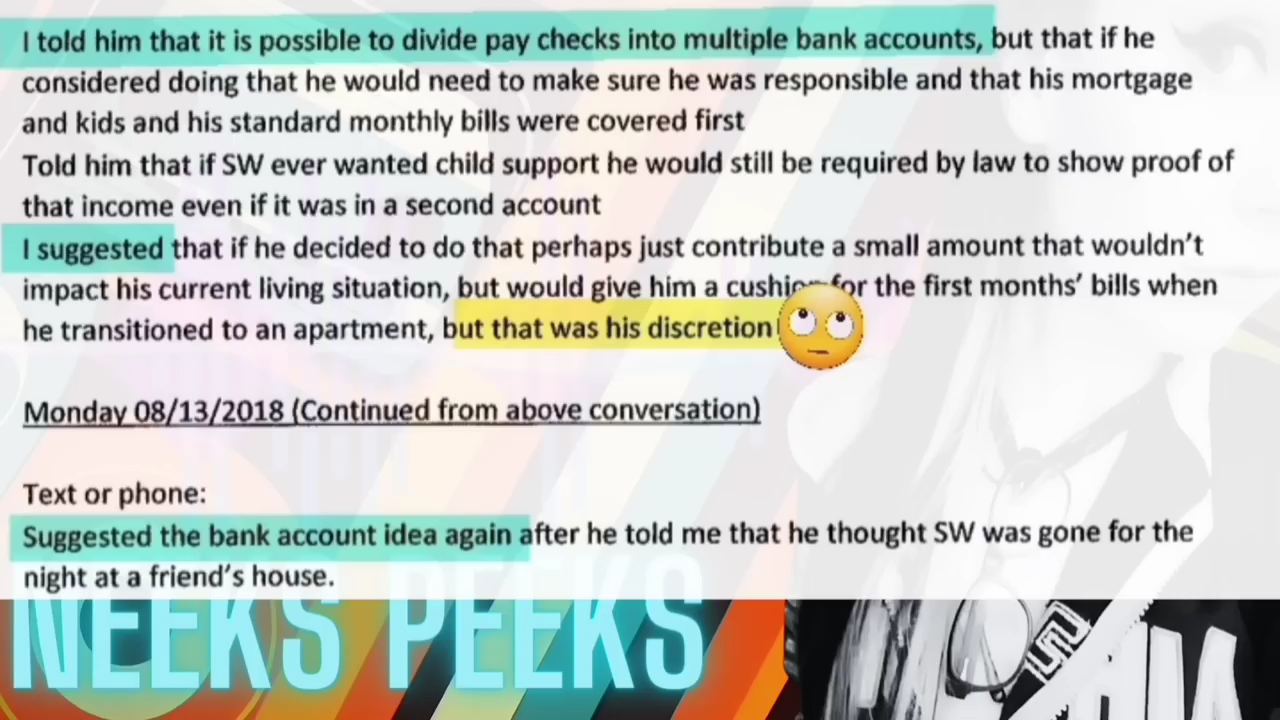 I told him that it is possible to divide pay checks into multiple bank accounts, but that if he
considered doing that he would need to make sure he was responsible and that his mortgage
and kids and his standard monthly bills were covered first
Told him that if SW ever wanted child support he would still be required by law to show proof of
that income even if it was in a second account
I suggested that if he decided to do that perhaps just contribute a small amount that wouldn't
impact his current living situation, but would give him a cushion for the first months' bills when
he transitioned to an apartment, but that was his discretion
Monday 08/13/2018 (Continued from above conversation)
Text or phone:
Suggested the bank account idea again after he told me that he thought SW was gone for the
night at a friend's house.
NEEKS PEEKS